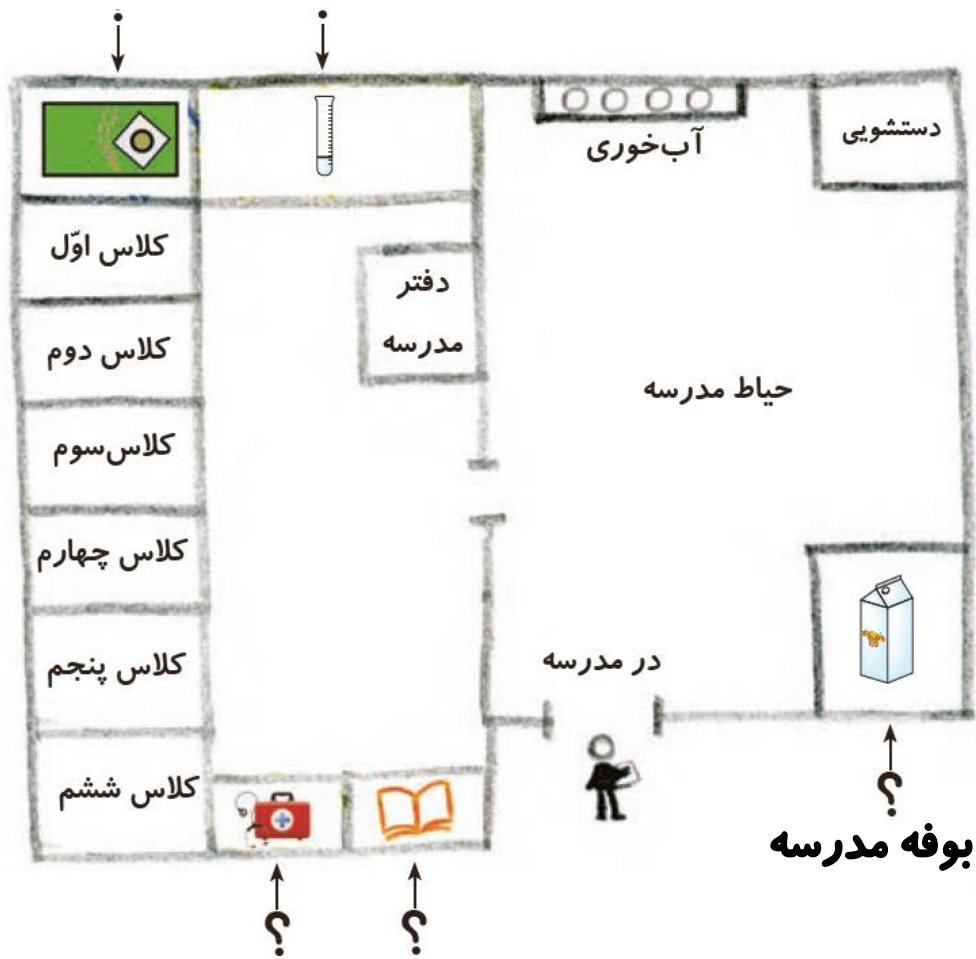 آب‌خوری
دستشویی
کلاس اوّل
دفتر
مدرسه
کلاس دوم
حیاط مدرسه
کلاس‌سوم
کلاس چهارم
در مدرسه
کلاس پنجم
کلاس ششم
؟
بوفه مدرسه
؟
؟